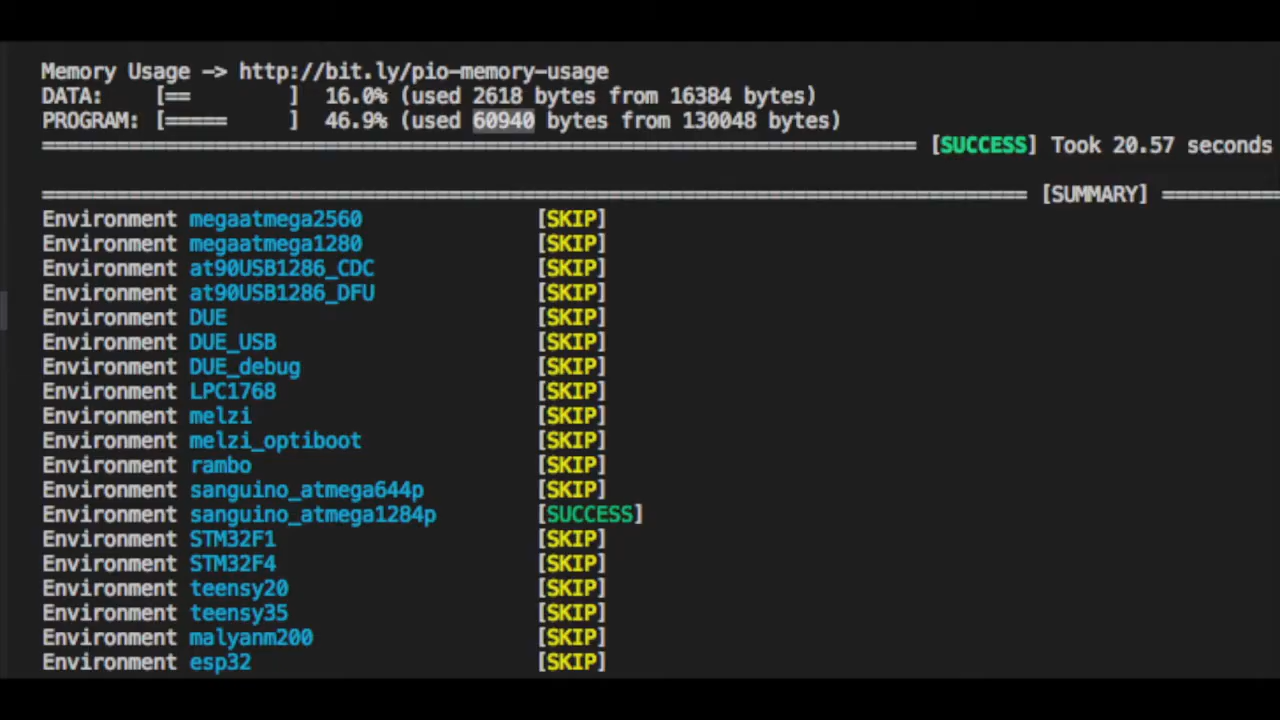 Memory Usage -> http://bit.ly/pio-memory-usage
DATA:    [==        ]  16.0% (used 2618 bytes from 16384 bytes)
PROGRAM: [=====     ]  46.9% (used 60940 bytes from 130048 bytes)
======================================================================= [SUCCESS] Took 20.57 seconds
================================================================================ [SUMMARY] ==========
Environment megaatmega2560 [SKIP]
Environment megaatmega1280 [SKIP]
Environment at90USB1286_CDC [SKIP]
Environment at90USB1286_DFU [SKIP]
Environment DUE [SKIP]
Environment DUE_USB [SKIP]
Environment DUE_debug [SKIP]
Environment LPC1768 [SKIP]
Environment melzi [SKIP]
Environment melzi_optiboot [SKIP]
Environment rambo [SKIP]
Environment sanguino_atmega644p [SKIP]
Environment sanguino_atmega1284p [SUCCESS]
Environment STM32F1 [SKIP]
Environment STM32F4 [SKIP]
Environment teensy20 [SKIP]
Environment teensy35 [SKIP]
Environment malyanm200 [SKIP]
Environment esp32 [SKIP]